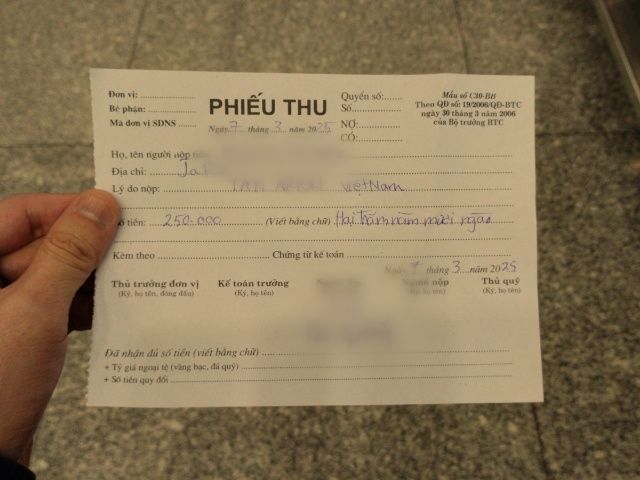 Đơn vị:
Bộ phận:
Mã đơn vị SDNS
PHIẾU THU
Ngày 7 tháng 3 năm 2025
Quyển số:
Số
NỢ:
CÓ:
Mẫu số C30-BB
Theo QĐ số: 19/2006/QĐ-BTC
ngày 30 tháng 3 năm 2006
của Bộ trưởng BTC
Họ, tên người nộp
Địa chỉ:
Lý do nộp: Việt Nam
Số tiền: 250.000 (Viết bằng chữ) Hai trăm năm mươi ngàn
Kèm theo Chứng từ kế toán
Ngày 7 tháng 3 năm 2025
Thủ trưởng đơn vị
(Ký, họ tên, đóng dấu)
Kế toán trưởng
(Ký, họ tên)
Người nộp
(Ký, họ tên)
Thủ quỹ
(Ký, họ tên)
Đã nhận đủ số tiền (viết bằng chữ)
+ Tỷ giá ngoại tệ (vàng bạc, đá quý)
+ Số tiền quy đổi